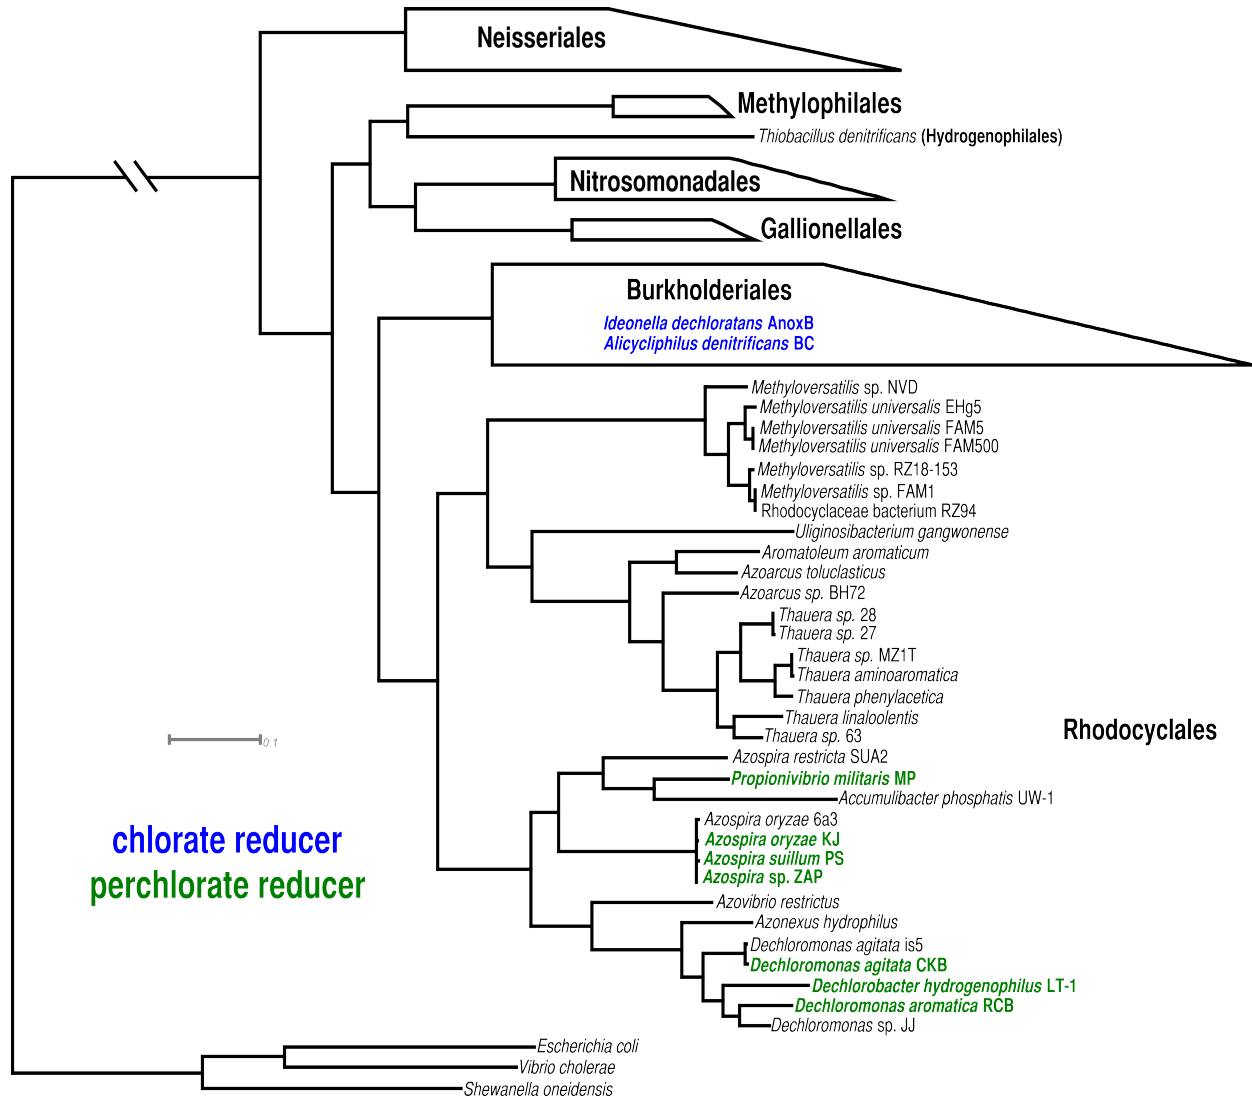 Neisseriales
Methylophilales
Thiobacillus denitrificans (Hydrogenophilales)
Nitrosomonadales
Gallionellales
Burkholderiales
Ideonella dechloratans AnoxB
Alicycliphilus denitrificans BC
Methyloversatilis sp. NVD
Methyloversatilis universalis EHg5
Methyloversatilis universalis FAM5
Methyloversatilis universalis FAM500
Methyloversatilis sp. RZ18-153
Methyloversatilis sp. FAM1
Rhodocyclaceae bacterium RZ94
Uliginosibacterium gangwonense
Aromatoleum aromaticum
Azoarcus toluclasticus
Azoarcus sp. BH72
Thauera sp. 28
Thauera sp. 27
Thauera sp. MZ1T
Thauera aminoaromatica
Thauera phenylacetica
Thauera linaloolentis
Thauera sp. 63
Rhodocyclales
0.1
Azospira restricta SUA2
Propionivibrio militaris MP
Accumulibacter phosphatis UW-1
Azospira oryzae 6a3
Azospira oryzae KJ
Azospira suillum PS
Azospira sp. ZAP
chlorate reducer
perchlorate reducer
Azovibrio restrictus
Azonexus hydrophilus
Dechloromonas agitata is5
Dechloromonas agitata CKB
Dechlorobacter hydrogenophilus LT-1
Dechloromonas aromatica RCB
Dechloromonas sp. JJ
Escherichia coli
Vibrio cholerae
Shewanella oneidensis